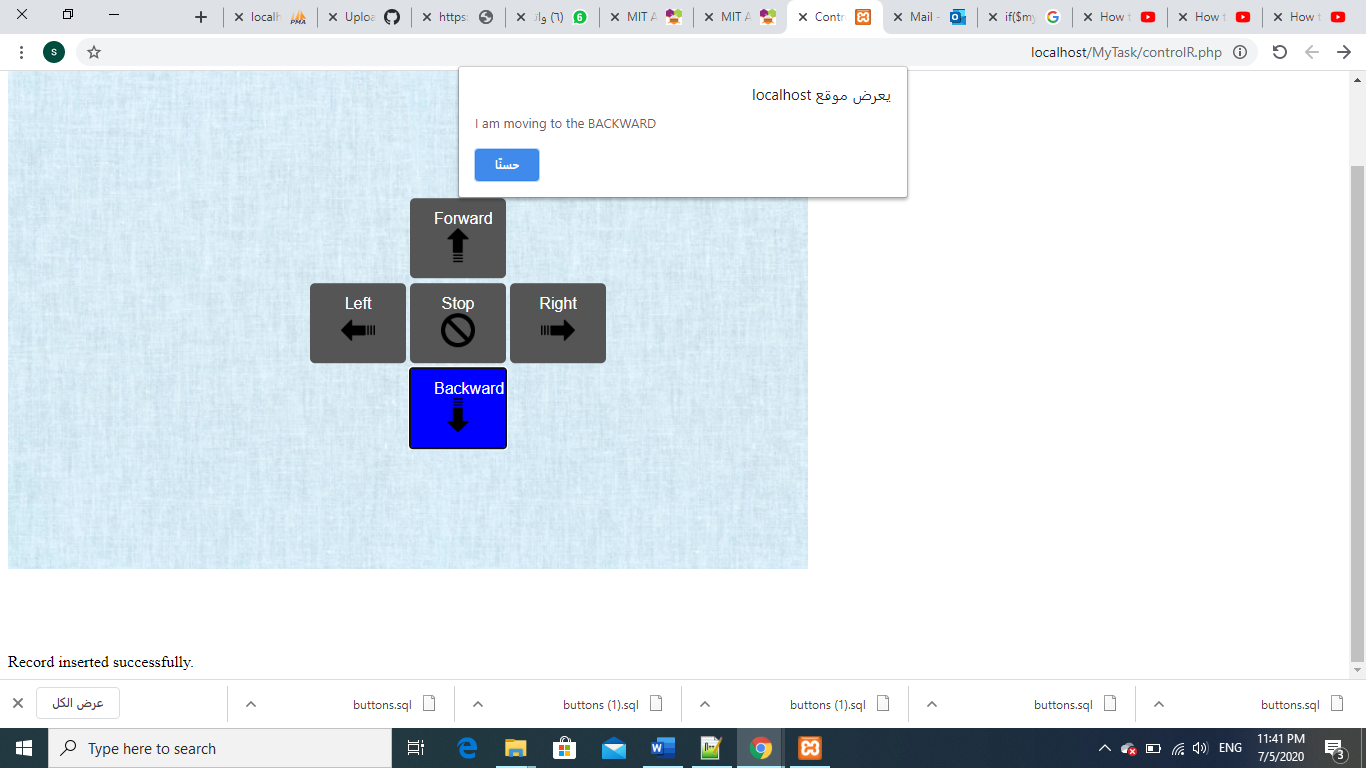 localh
Uploa
https:
(٦) وات
MIT A
MIT A
Contr
Mail -
if($my
How t
How t
How t
S
localhost/MyTask/controlR.php
يعرض موقع localhost
I am moving to the BACKWARD
حسنًا
Forward
Left
Stop
Right
Backward
Record inserted successfully.
عرض الكل
buttons.sql
buttons (1).sql
buttons (1).sql
buttons.sql
buttons.sql
Type here to search
ENG
11:41 PM
7/5/2020
3